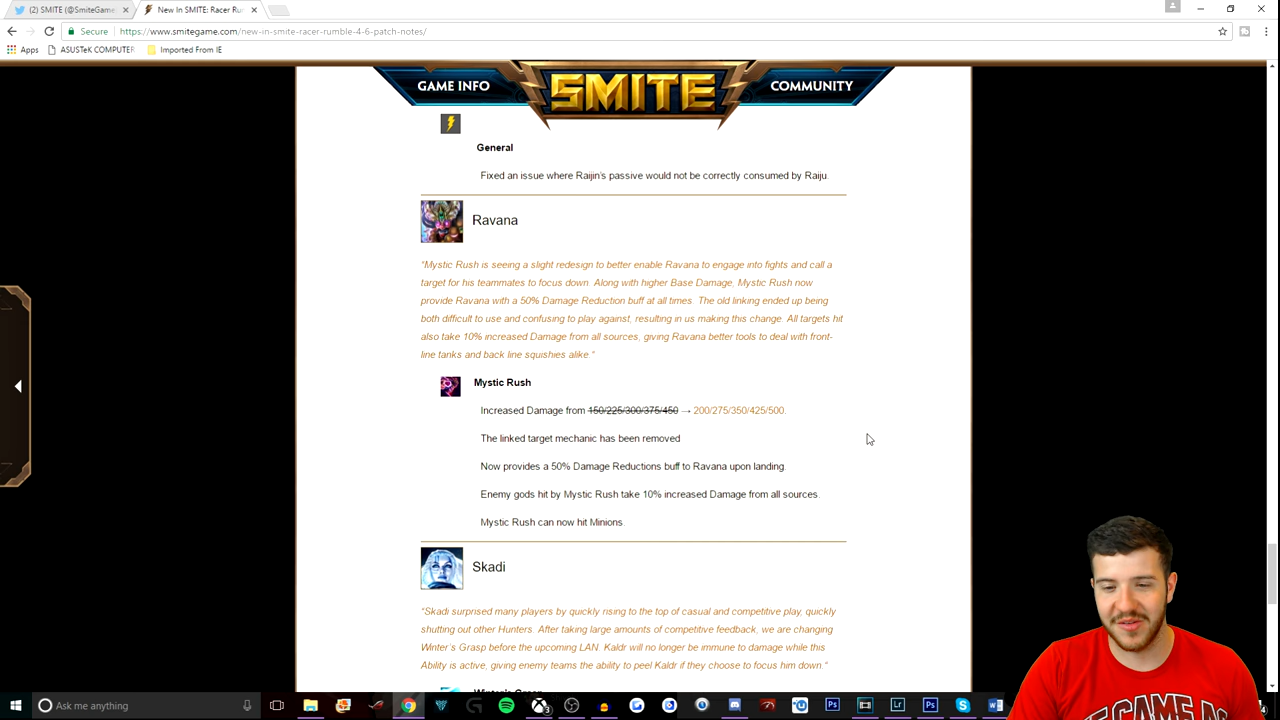 (2) SMITE (@SmiteGame
New In SMITE: Racer Ru
Secure
https://www.smitegame.com/new-in-smite-racer-rumble-4-6-patch-notes/
Apps
ASUSTeK COMPUTER
Imported From IE
GAME INFO
SMITE
COMMUNITY
General
Fixed an issue where Raijin's passive would not be correctly consumed by Raiju.
Ravana
"Mystic Rush is seeing a slight redesign to better enable Ravana to engage into fights and call a
target for his teammates to focus down. Along with higher Base Damage, Mystic Rush now
provide Ravana with a 50% Damage Reduction buff at all times. The old linking ended up being
both difficult to use and confusing to play against, resulting in us making this change. All targets hit
also take 10% increased Damage from all sources, giving Ravana better tools to deal with front-
line tanks and back line squishies alike."
Mystic Rush
Increased Damage from 150/225/300/375/450 → 200/275/350/425/500.
The linked target mechanic has been removed
Now provides a 50% Damage Reductions buff to Ravana upon landing.
Enemy gods hit by Mystic Rush take 10% increased Damage from all sources.
Mystic Rush can now hit Minions.
Skadi
"Skadi surprised many players by quickly rising to the top of casual and competitive play, quickly
shutting out other Hunters. After taking large amounts of competitive feedback, we are changing
Winter's Grasp before the upcoming LAN. Kaldr will no longer be immune to damage while this
Ability is active, giving enemy teams the ability to peel Kaldr if they choose to focus him down."
Winter's Grasp
Ask me anything